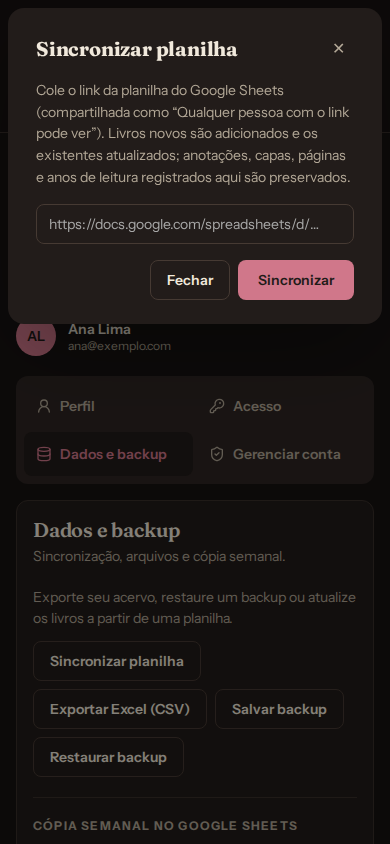 Sincronizar planilha
Cole o link da planilha do Google Sheets
(compartilhada como “Qualquer pessoa com o link
pode ver”). Livros novos são adicionados e os
existentes atualizados; anotações, capas, páginas
e anos de leitura registrados aqui são preservados.
https://docs.google.com/spreadsheets/d/...
Fechar
Sincronizar
AL
Ana Lima
ana@exemplo.com
Perfil
Acesso
Dados e backup
Gerenciar conta
Dados e backup
Sincronização, arquivos e cópia semanal.
Exporte seu acervo, restaure um backup ou atualize
os livros a partir de uma planilha.
Sincronizar planilha
Exportar Excel (CSV)
Salvar backup
Restaurar backup
CÓPIA SEMANAL NO GOOGLE SHEETS